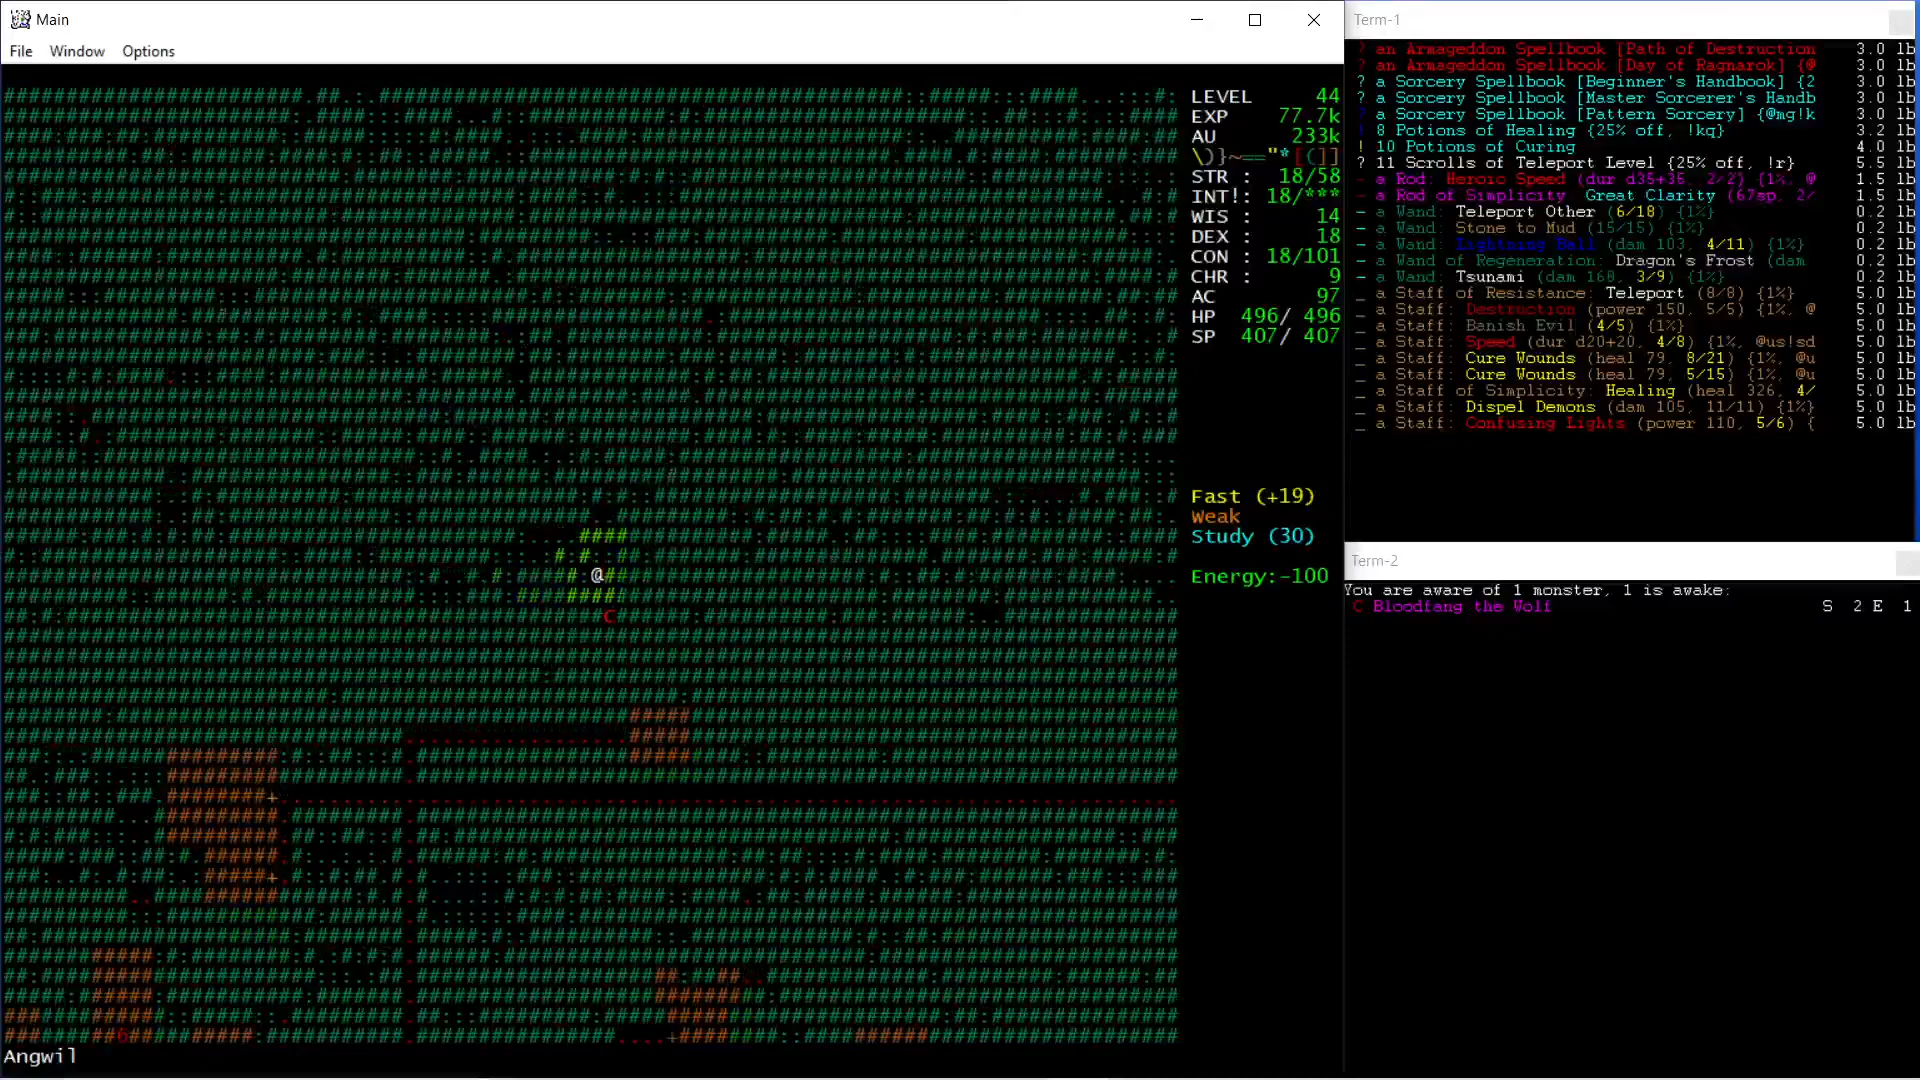 Main
File Window Options
LEVEL 44
EXP 77.7k
AU 233k
\)}~=="*[(]]
STR : 18/58
INT!: 18/***
WIS : 14
DEX : 18
CON : 18/101
CHR : 9
AC 97
HP 496/ 496
SP 407/ 407
Fast (+19)
Weak
Study (30)
Energy:-100
Angwil
Term-1
? an Armageddon Spellbook [Path of Destruction 3.0 lb
? an Armageddon Spellbook [Day of Ragnarok] {@ 3.0 lb
? a Sorcery Spellbook [Beginner's Handbook] {2 3.0 lb
? a Sorcery Spellbook [Master Sorcerer's Handb 3.0 lb
? a Sorcery Spellbook [Pattern Sorcery] {@mg!k 3.0 lb
! 8 Potions of Healing {25% off, !kq} 3.2 lb
! 10 Potions of Curing 4.0 lb
? 11 Scrolls of Teleport Level {25% off, !r} 5.5 lb
- a Rod: Heroic Speed (dur d35+35, 2/2) {1%, @ 1.5 lb
- a Rod of Simplicity: Great Clarity (67sp, 2/ 1.5 lb
- a Wand: Teleport Other (6/18) {1%} 0.2 lb
- a Wand: Stone to Mud (15/15) {1%} 0.2 lb
- a Wand: Lightning Ball (dam 103, 4/11) {1%} 0.2 lb
- a Wand of Regeneration: Dragon's Frost (dam 0.2 lb
- a Wand: Tsunami (dam 168, 3/9) {1%} 0.2 lb
_ a Staff of Resistance: Teleport (8/8) {1%} 5.0 lb
_ a Staff: Destruction (power 150, 5/5) {1%, @ 5.0 lb
_ a Staff: Banish Evil (4/5) {1%} 5.0 lb
_ a Staff: Speed (dur d20+20, 4/8) {1%, @us!sd 5.0 lb
_ a Staff: Cure Wounds (heal 79, 8/21) {1%, @u 5.0 lb
_ a Staff: Cure Wounds (heal 79, 5/15) {1%, @u 5.0 lb
_ a Staff of Simplicity: Healing (heal 326, 4/ 5.0 lb
_ a Staff: Dispel Demons (dam 105, 11/11) {1%} 5.0 lb
_ a Staff: Confusing Lights (power 110, 5/6) { 5.0 lb
Term-2
You are aware of 1 monster, 1 is awake:
C Bloodfang the Wolf S 2 E 1